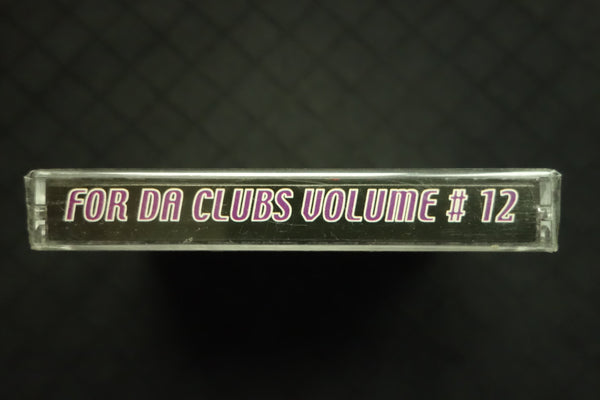 FOR DA CLUBS VOLUME # 12